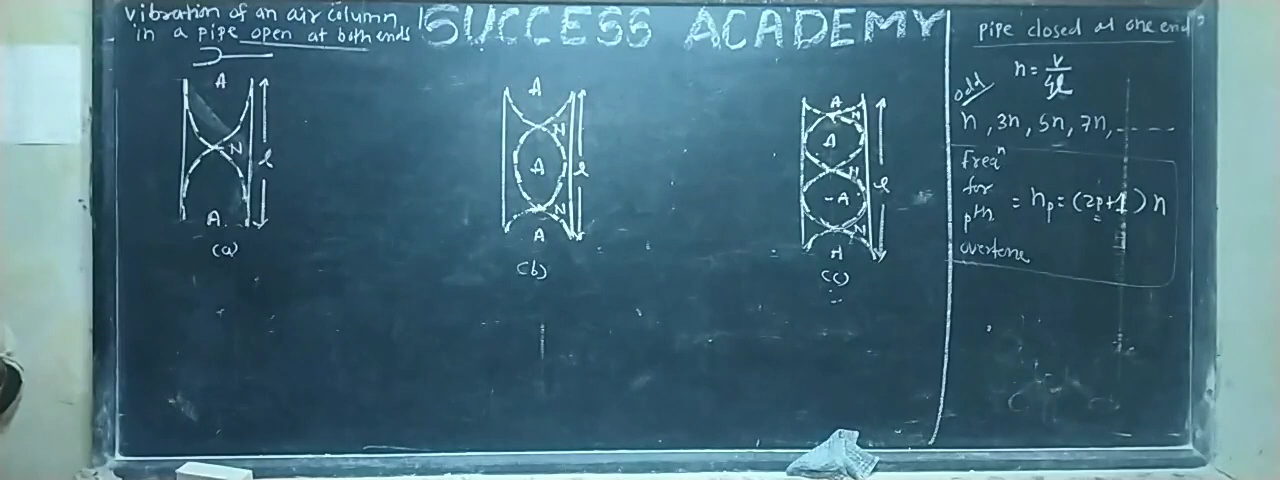 Vibration of an air column
in a pipe open at both ends
SUCCESS ACADEMY
A
N
A
l
(a)
A
N
A
N
A
l
(b)
A
N
A
N
A
N
A
l
(c)
pipe closed at one end
n = v/4l
odd
n, 3n, 5n, 7n, -----
Freqⁿ
for
pth
overtone
= nₚ = (2p+1) n